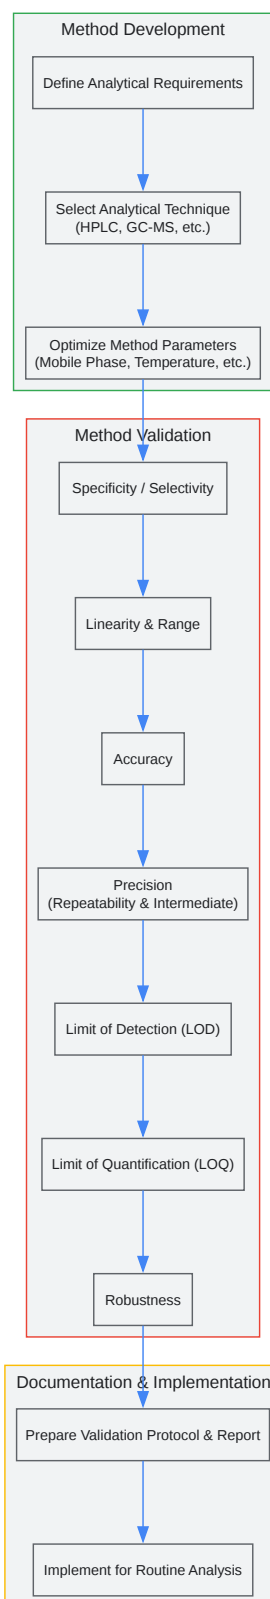 Method Development
Define Analytical Requirements
Select Analytical Technique
(HPLC, GC-MS, etc.)
Optimize Method Parameters
(Mobile Phase, Temperature, etc.)
Method Validation
Specificity / Selectivity
Linearity & Range
Accuracy
Precision
(Repeatability & Intermediate)
Limit of Detection (LOD)
Limit of Quantification (LOQ)
Robustness
Documentation & Implementation
Prepare Validation Protocol & Report
Implement for Routine Analysis